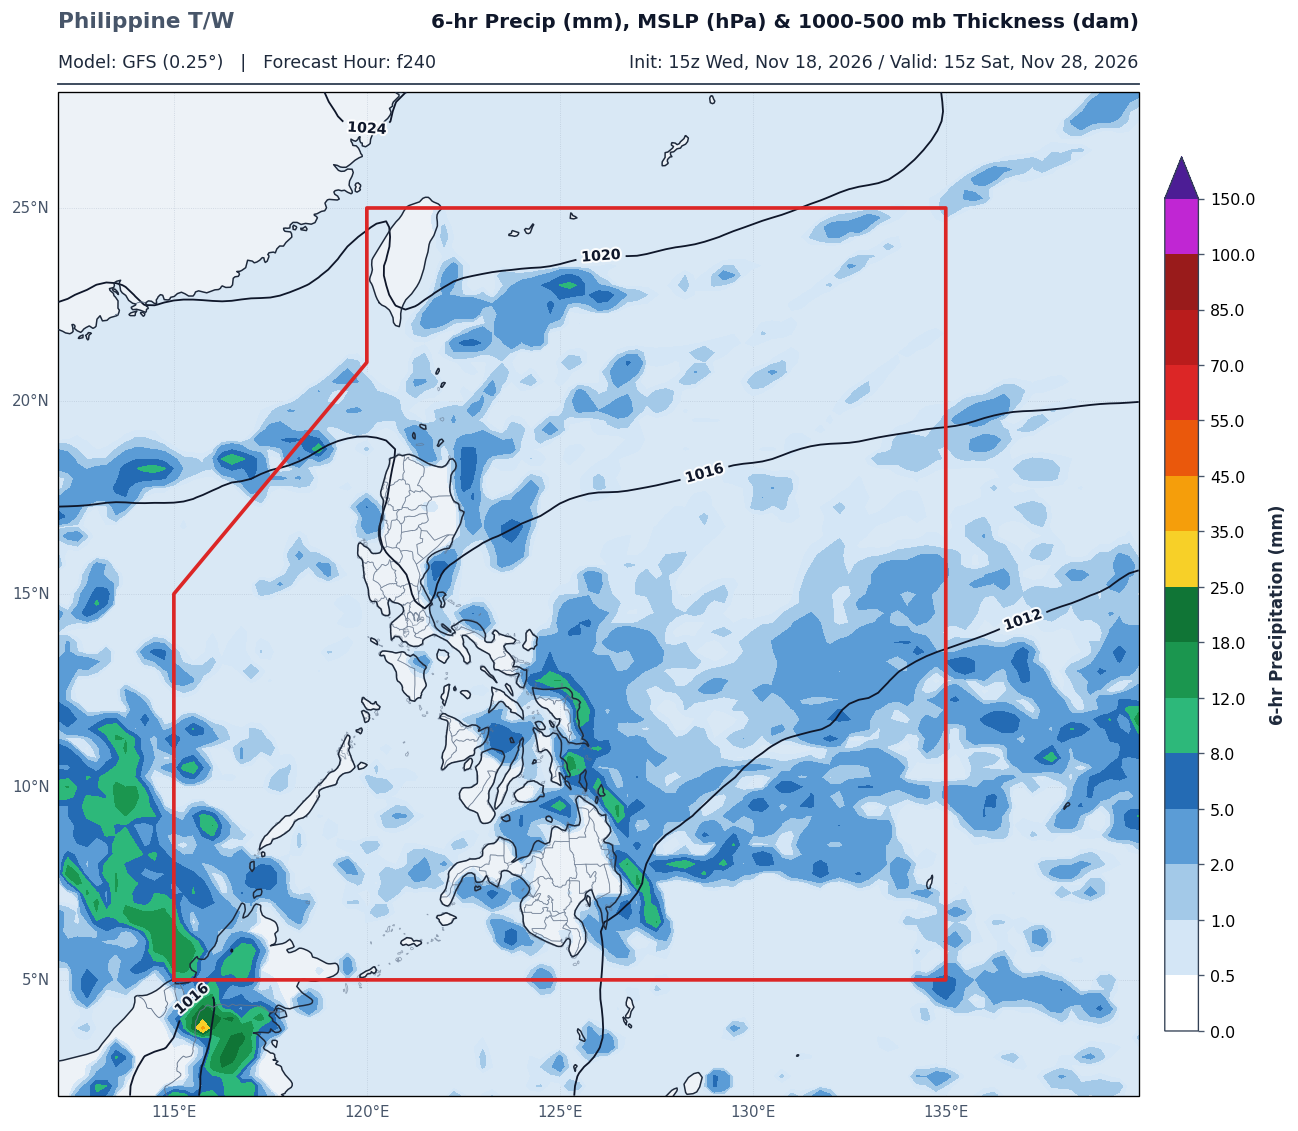 Philippine T/W
6-hr Precip (mm), MSLP (hPa) & 1000-500 mb Thickness (dam)
Model: GFS (0.25°) | Forecast Hour: f240
Init: 15z Wed, Nov 18, 2026 / Valid: 15z Sat, Nov 28, 2026
1024
1020
1016
1012
1016
25°N
20°N
15°N
10°N
5°N
115°E
120°E
125°E
130°E
135°E
150.0
100.0
85.0
70.0
55.0
45.0
35.0
25.0
18.0
12.0
8.0
5.0
2.0
1.0
0.5
0.0
6-hr Precipitation (mm)